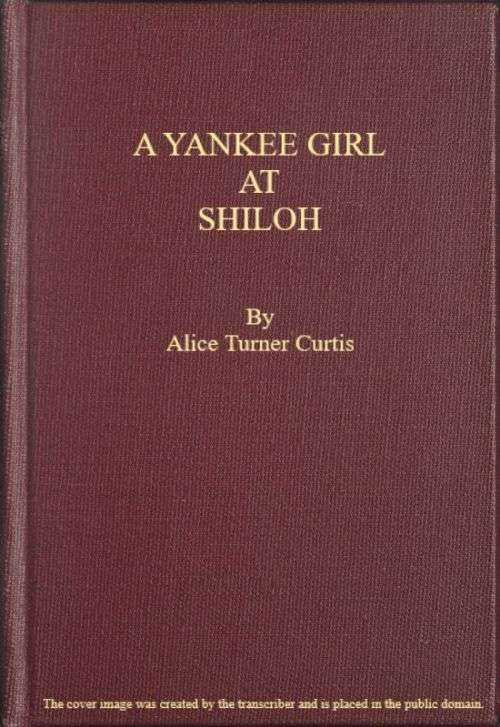 A YANKEE GIRL
AT
SHILOH
By
Alice Turner Curtis
The cover image was created by the transcriber and is placed in the public domain.